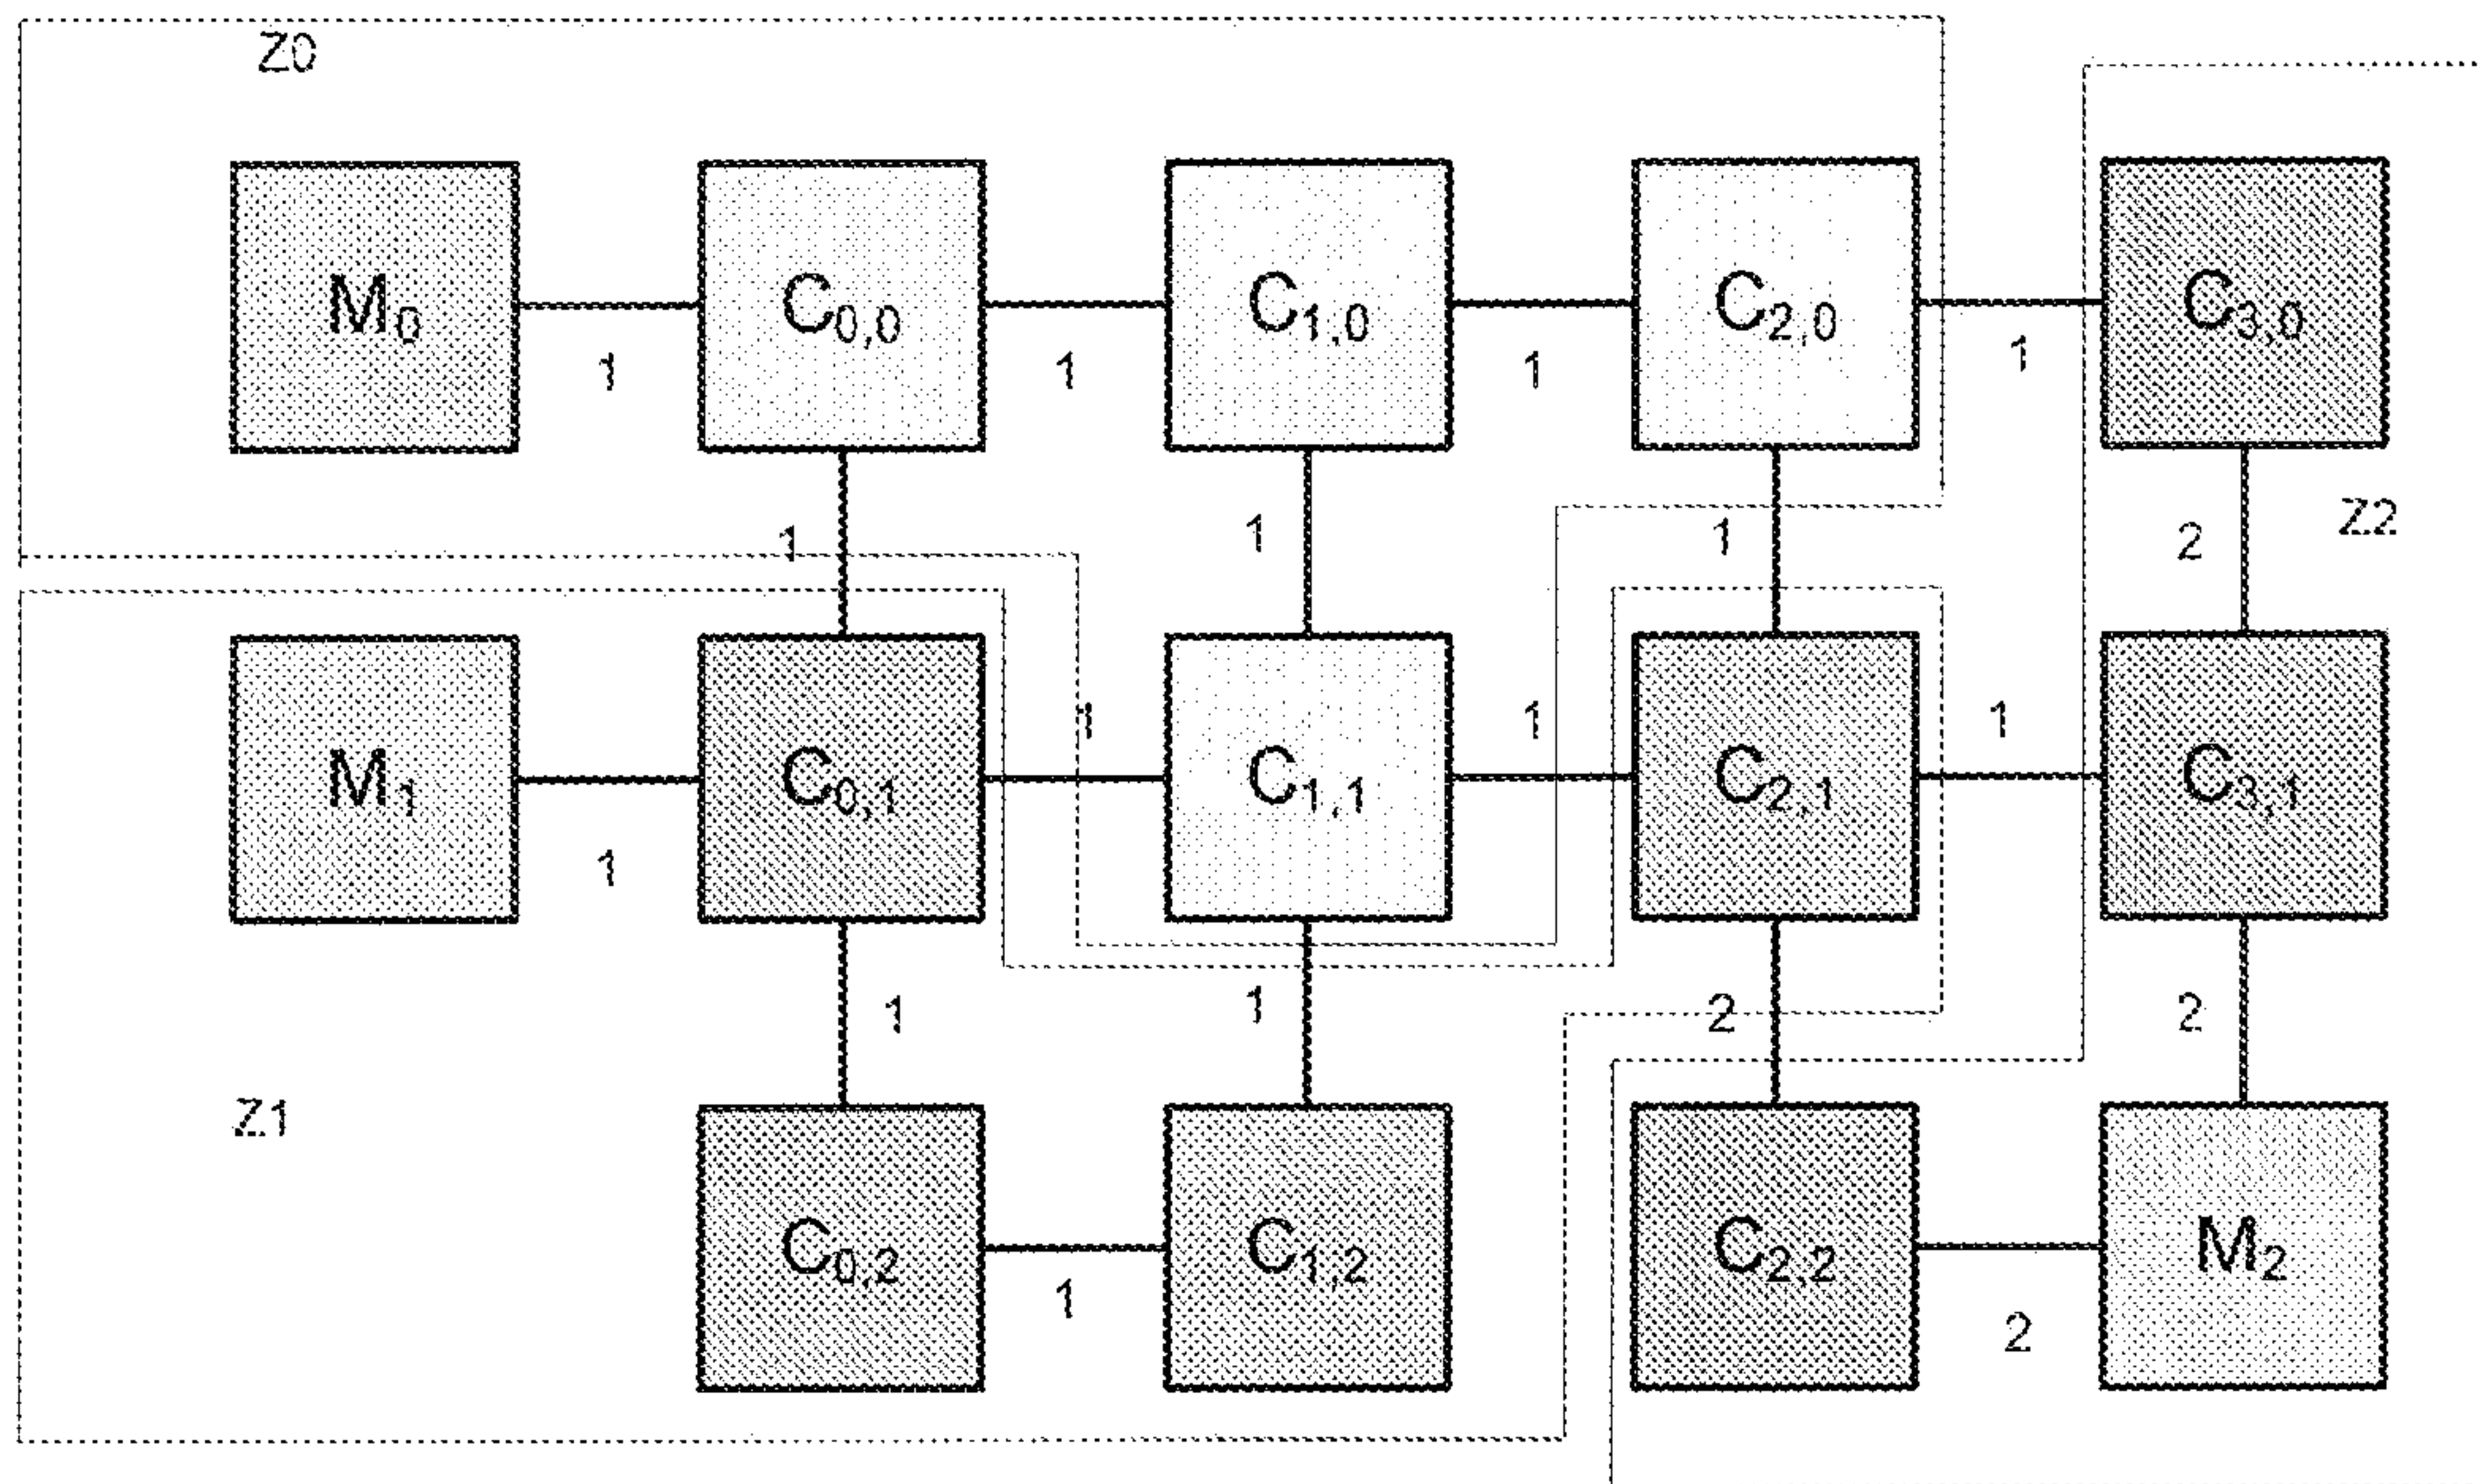 Z0
M0 C0,0 C1,0 C2,0 C3,0
1 1 1 1
1 1 1 2 Z2
M1 C0,1 C1,1 C2,1 C3,1
1 1 1
1
1 1 2 2
Z1
C0,2 C1,2 C2,2 M2
1 2